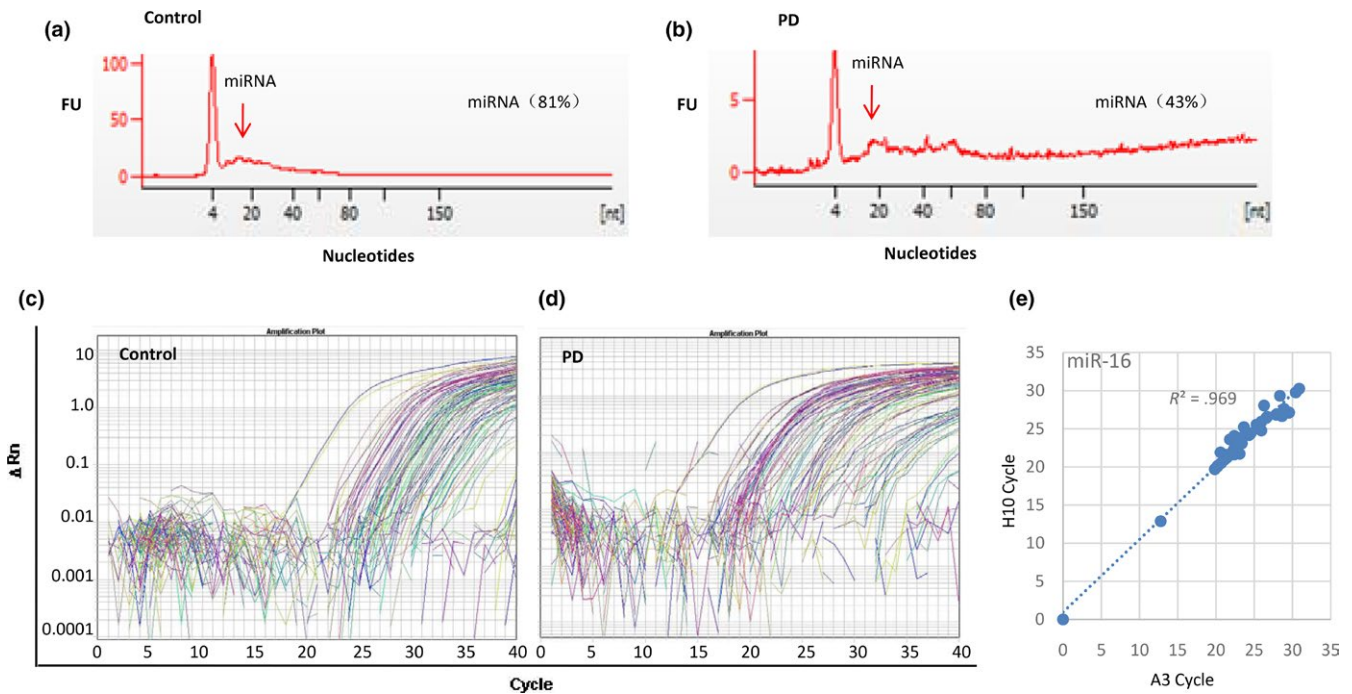 Control
(a)
100
50
0
FU
miRNA
miRNA（81%）
4 20 40 80 150 [nt]
Nucleotides
PD
(b)
5
0
FU
miRNA
miRNA（43%）
4 20 40 80 150 [nt]
Nucleotides
(c)
Amplification Plot
Control
10
1.0
0.1
0.01
0.001
0.0001
ΔRn
0 5 10 15 20 25 30 35 40
(d)
Amplification Plot
PD
0 5 10 15 20 25 30 35 40
Cycle
(e)
miR-16
R² = .969
35
30
25
20
15
10
5
0
H10 Cycle
0 5 10 15 20 25 30 35
A3 Cycle